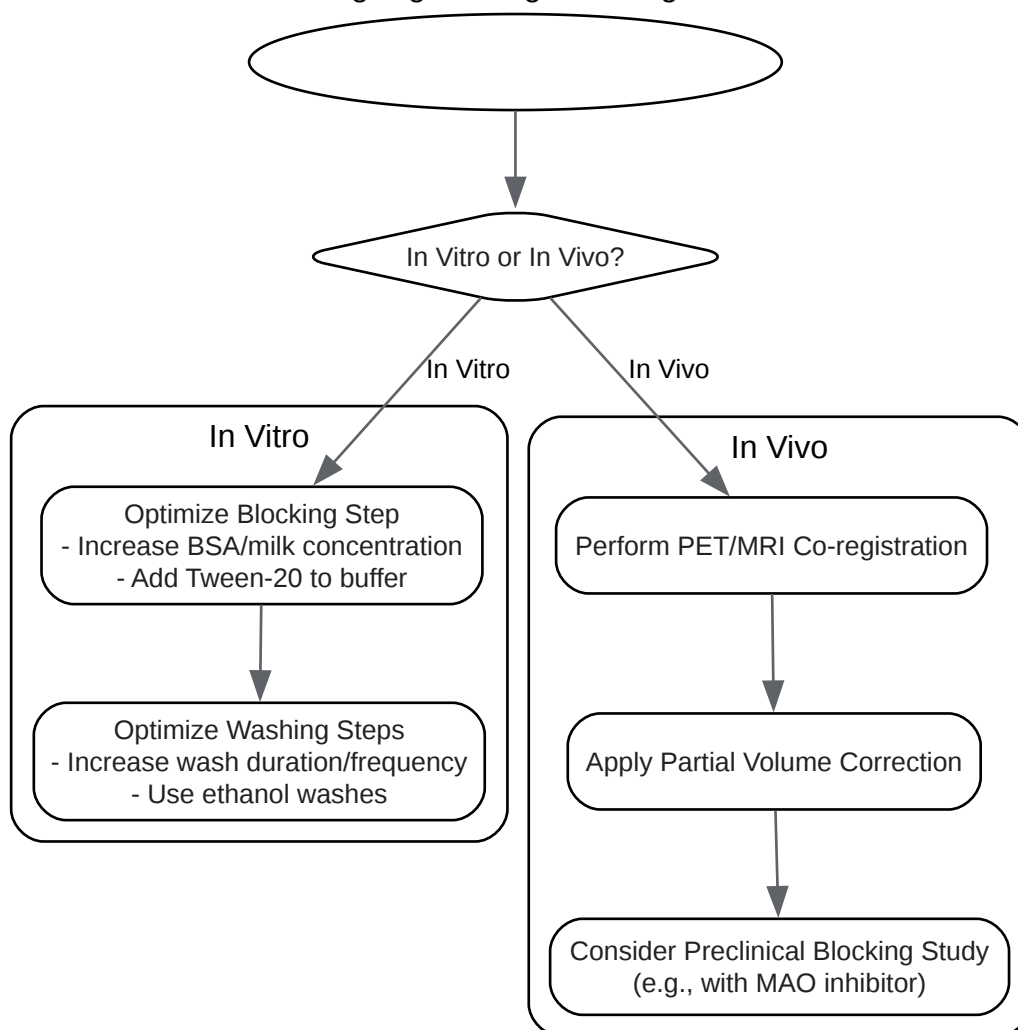 In Vitro or In Vivo?
In Vitro
In Vivo
In Vitro
Optimize Blocking Step
- Increase BSA/milk concentration
- Add Tween-20 to buffer
Optimize Washing Steps
- Increase wash duration/frequency
- Use ethanol washes
In Vivo
Perform PET/MRI Co-registration
Apply Partial Volume Correction
Consider Preclinical Blocking Study
(e.g., with MAO inhibitor)